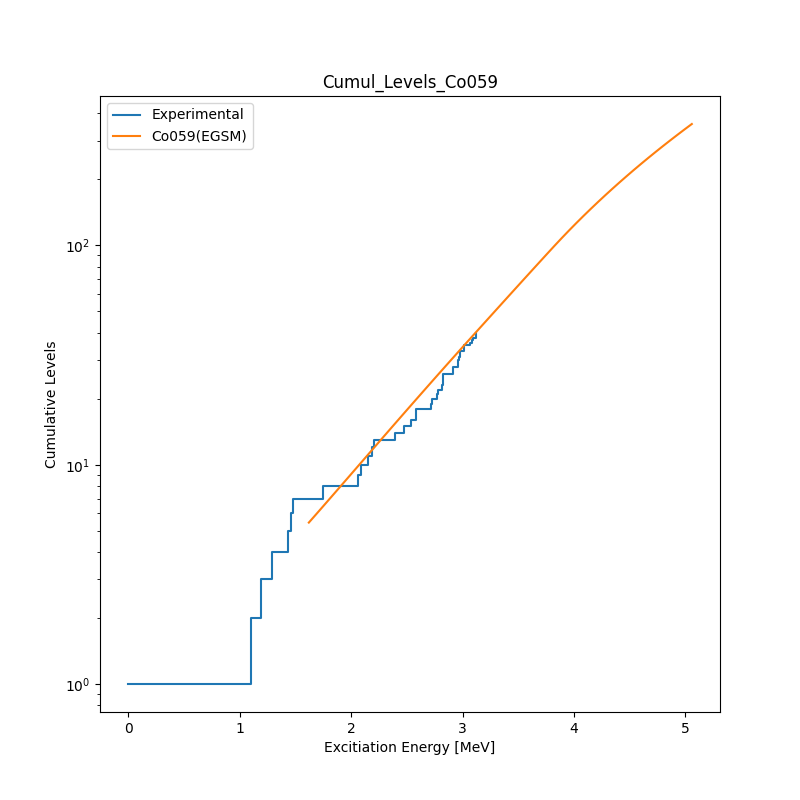 Cumul_Levels_Co059
Experimental
Co059(EGSM)
Cumulative Levels
10²
10¹
10⁰
0 1 2 3 4 5
Excitiation Energy [MeV]